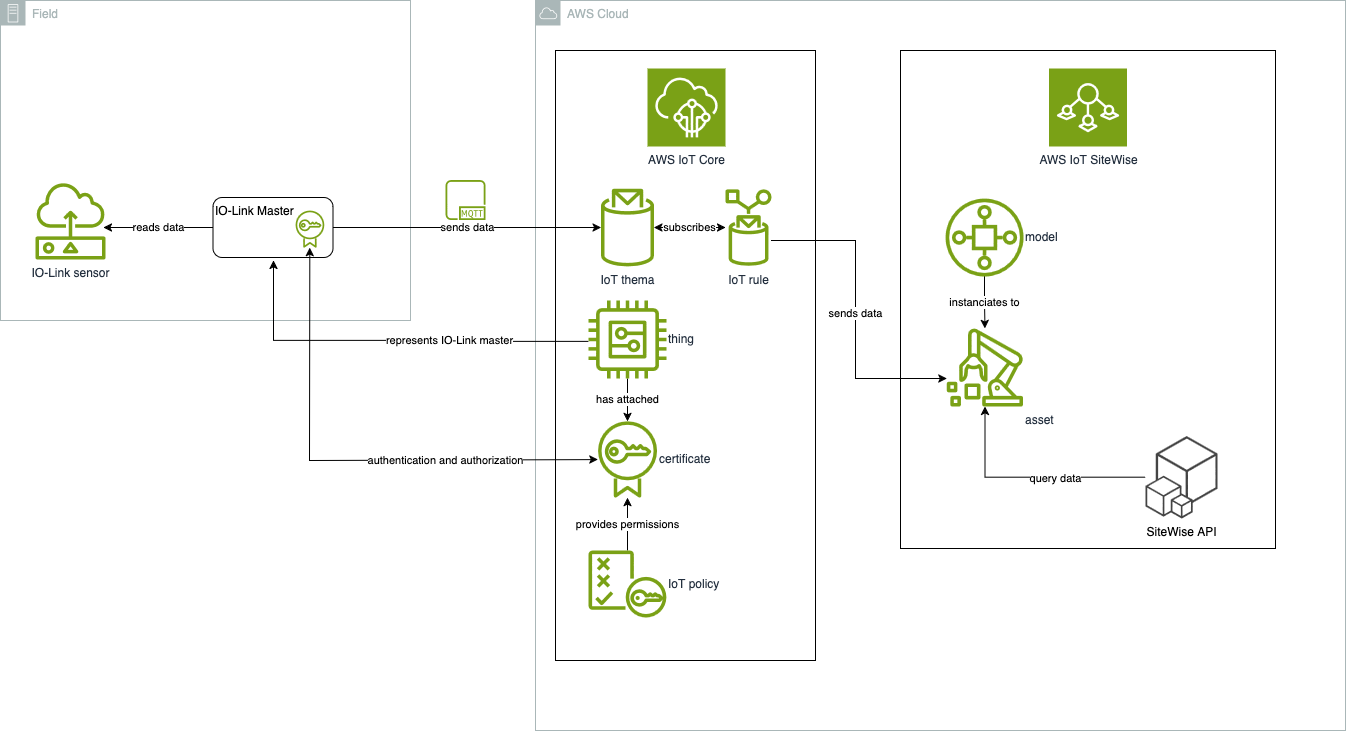 Field
AWS Cloud
AWS IoT Core
AWS IoT SiteWise
IO-Link Master
MQTT
reads data
sends data
subscribes
IO-Link sensor
IoT thema
IoT rule
model
instanciates to
sends data
represents IO-Link master
thing
has attached
asset
authentication and authorization
certificate
query data
provides permissions
SiteWise API
IoT policy